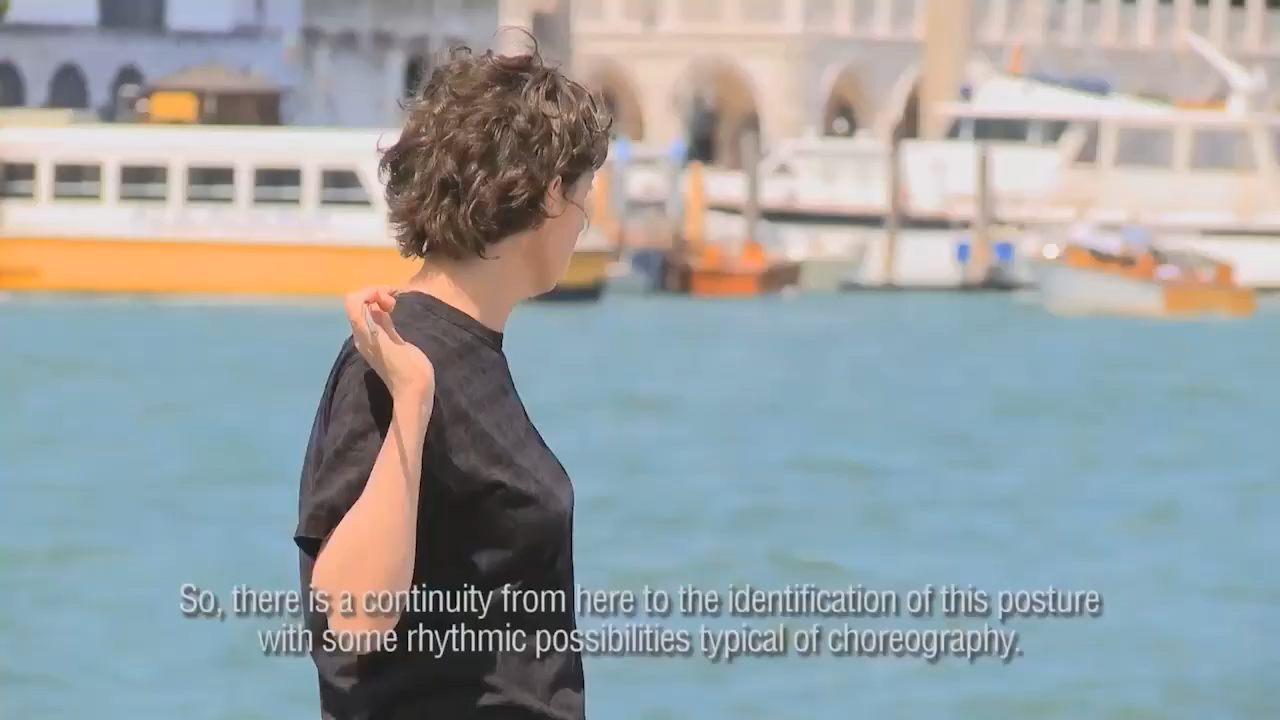 So, there is a continuity from here to the identification of this posture
with some rhythmic possibilities typical of choreography.